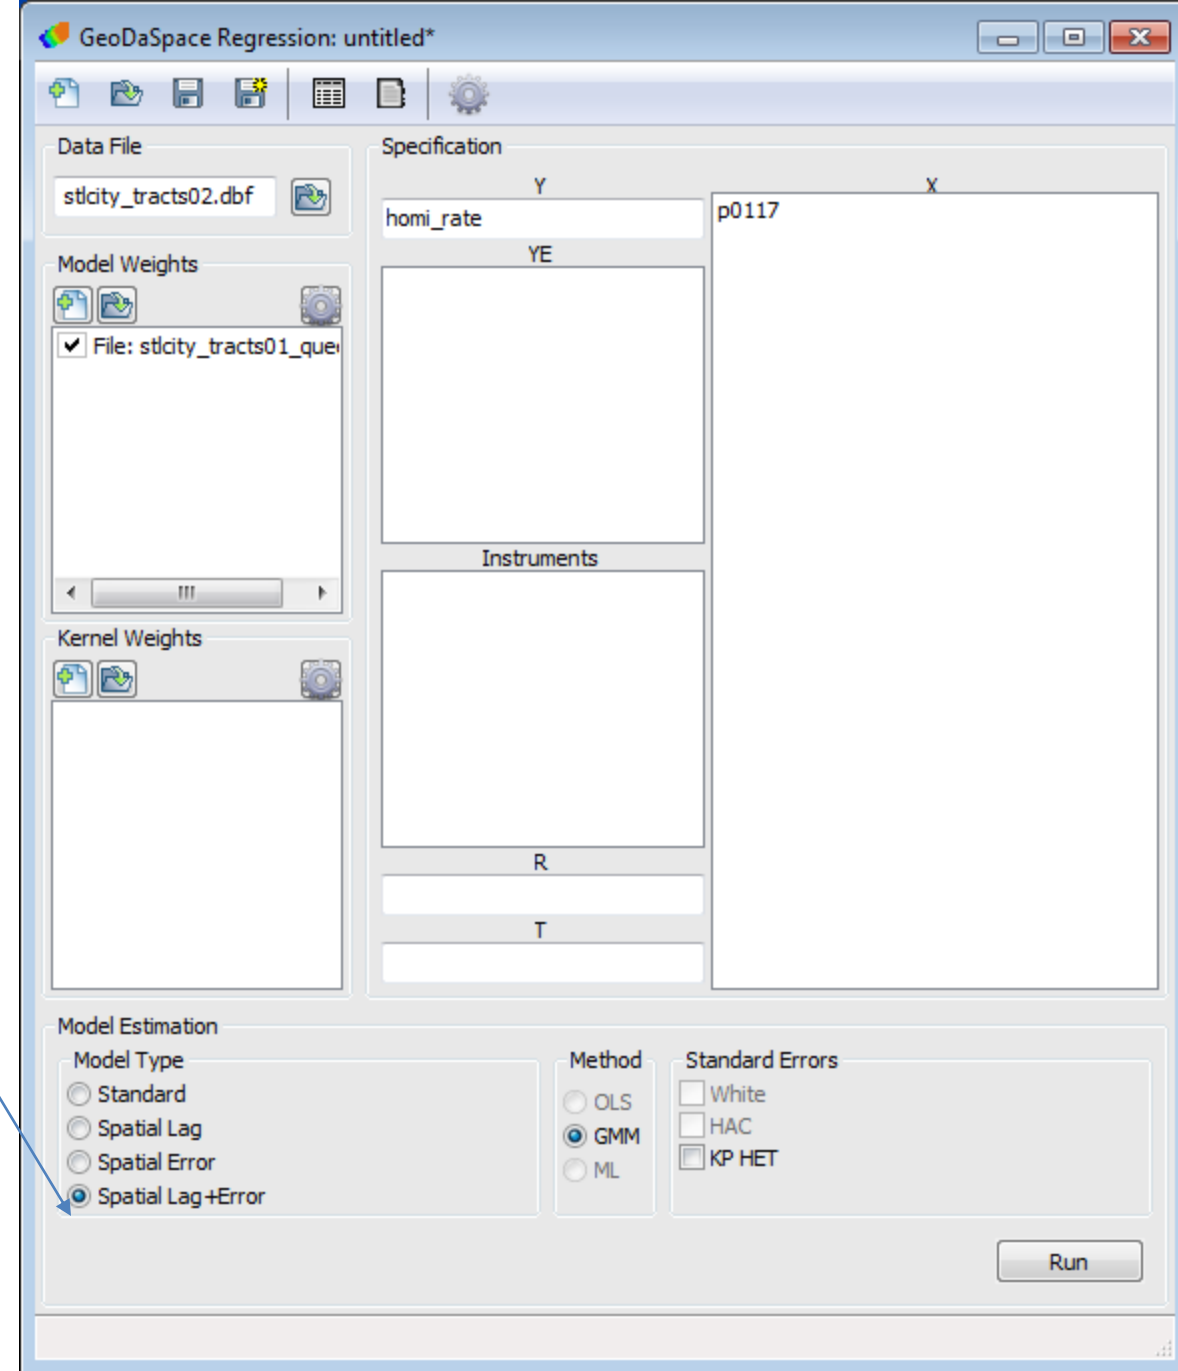 GeoDaSpace Regression: untitled*
Data File
stlcity_tracts02.dbf
Model Weights
File: stlcity_tracts01_que
Kernel Weights
Specification
Y
homi_rate
YE
Instruments
R
T
X
p0117
Model Estimation
Model Type
Standard
Spatial Lag
Spatial Error
Spatial Lag+Error
Method
OLS
GMM
ML
Standard Errors
White
HAC
KP HET
Run